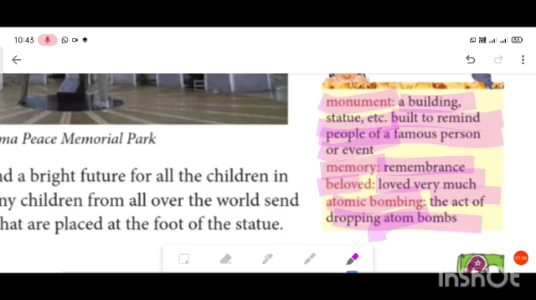 10:43
monument: a building,
statue, etc. built to remind
people of a famous person
or event
memory: remembrance
beloved: loved very much
atomic bombing: the act of
dropping atom bombs
ma Peace Memorial Park
nd a bright future for all the children in
ny children from all over the world send
hat are placed at the foot of the statue.
InShOt